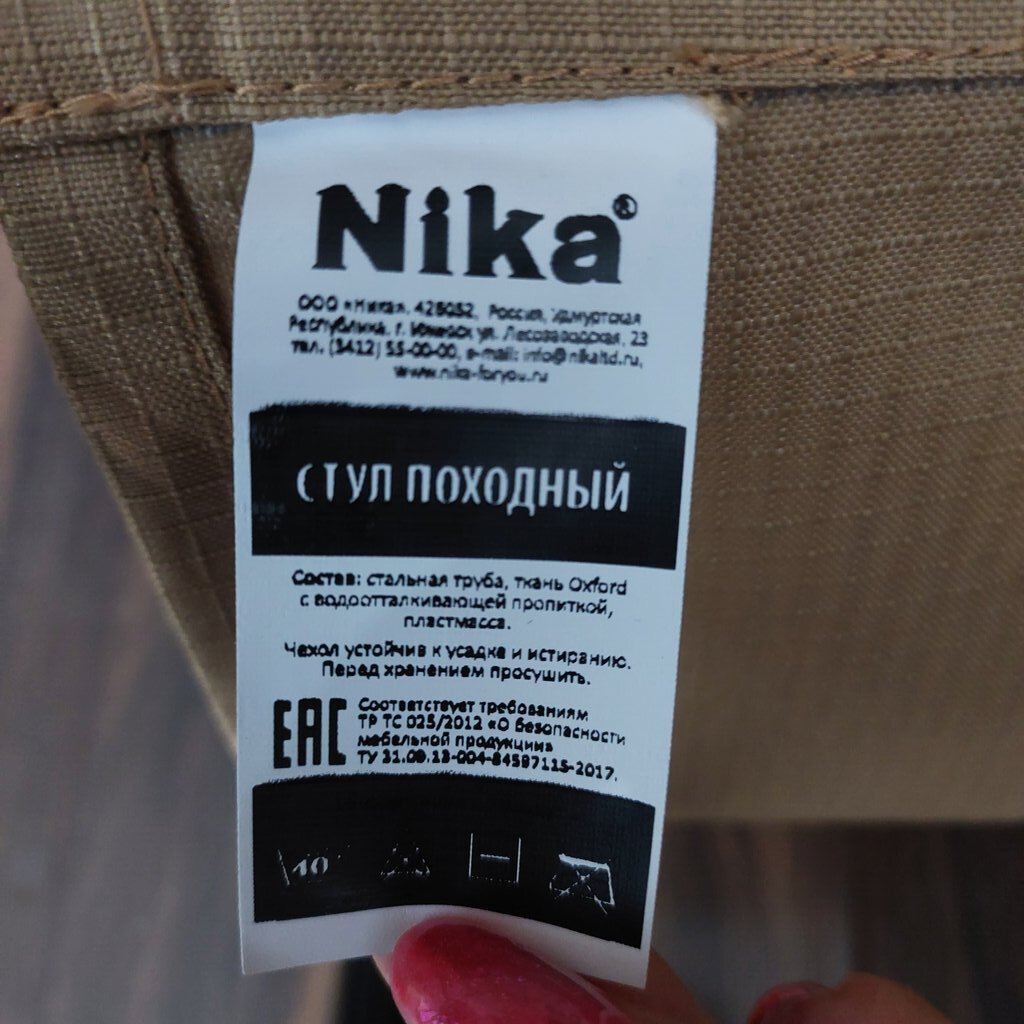 Nika®
ООО «Ника», 426052, Россия, Удмуртская
Республика, г. Ижевск ул. Лесозаводская, 23
тел. (3412) 55-00-00, e-mail: info@nikaltd.ru,
www.nika-foryou.ru
СТУЛ ПОХОДНЫЙ
Состав: стальная труба, ткань Oxford
с водоотталкивающей пропиткой,
пластмасса.
Чехол устойчив к усадке и истиранию.
Перед хранением просушить.
ЕАС
Соответствует требованиям
ТР ТС 025/2012 «О безопасности
мебельной продукции»
ТУ 31.09.13-004-84597115-2017.
40